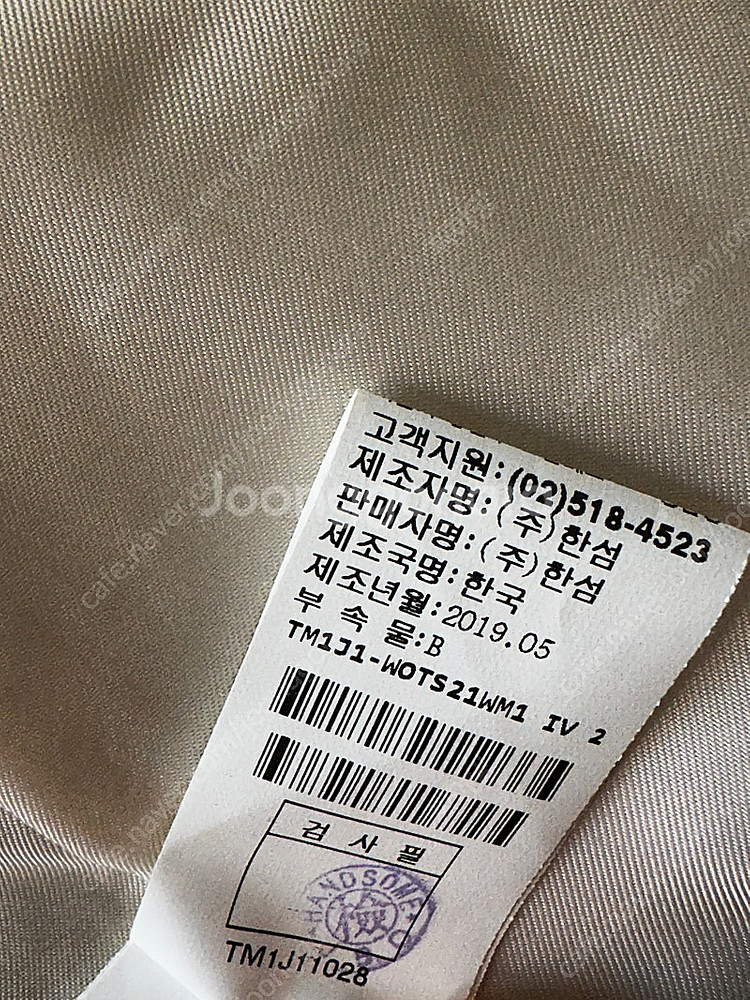 고객지원:(02)518-4523
제조자명:(주)한섬
판매자명:(주)한섬
제조국명:한국
제조년월:2019.05
부 속 물:B
TM1J1-WOTS21WM1 IV 2
검 사 필
HANDSOME
檢
TM1J11028